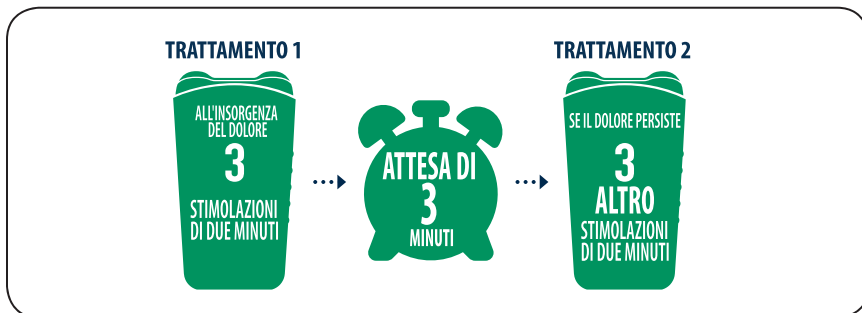 TRATTAMENTO 1
ALL'INSORGENZA
DEL DOLORE
3
STIMOLAZIONI
DI DUE MINUTI
ATTESA DI
3
MINUTI
TRATTAMENTO 2
SE IL DOLORE PERSISTE
3
ALTRO
STIMOLAZIONI
DI DUE MINUTI